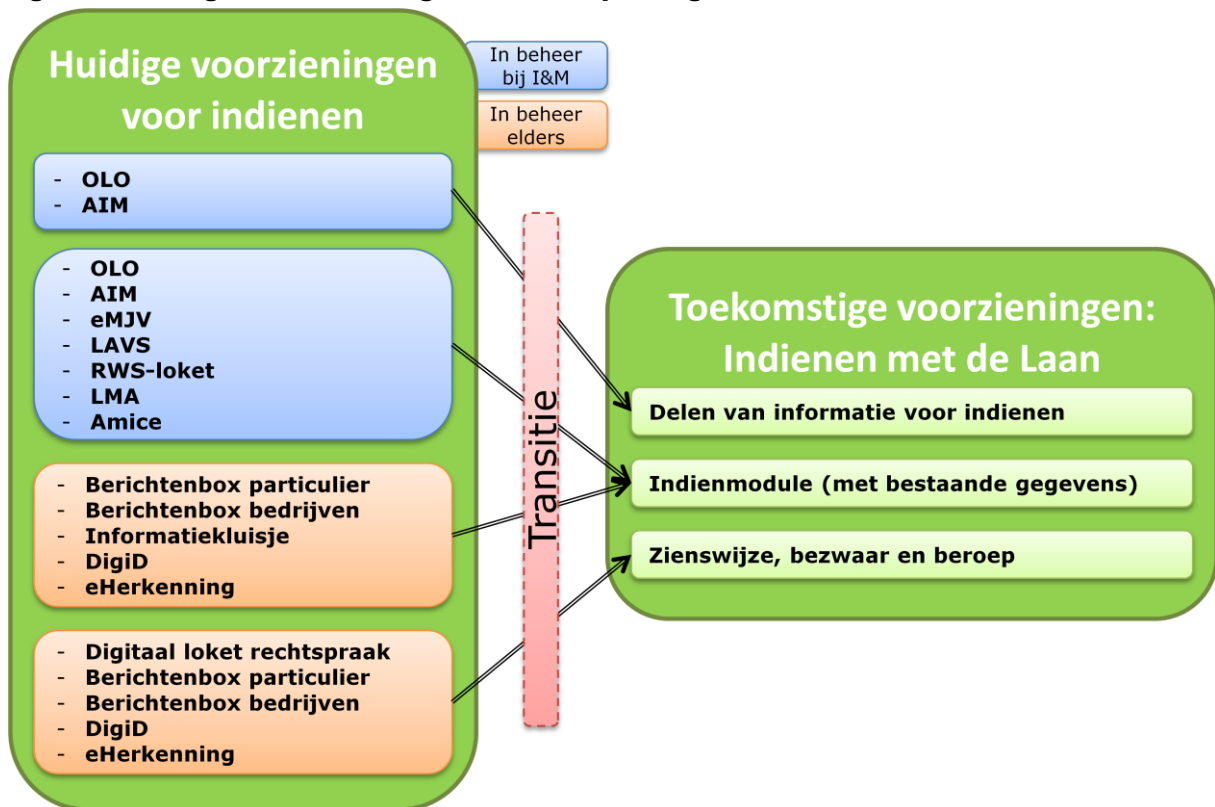 Huidige voorzieningen
voor indienen
In beheer
bij I&M
In beheer
elders
- OLO
- AIM
- OLO
- AIM
- eMJV
- LAVS
- RWS-loket
- LMA
- Amice
- Berichtenbox particulier
- Berichtenbox bedrijven
- Informatiekluisje
- DigiD
- eHerkenning
- Digitaal loket rechtspraak
- Berichtenbox particulier
- Berichtenbox bedrijven
- DigiD
- eHerkenning
Transitie
Toekomstige voorzieningen:
Indienen met de Laan
Delen van informatie voor indienen
Indienmodule (met bestaande gegevens)
Zienswijze, bezwaar en beroep